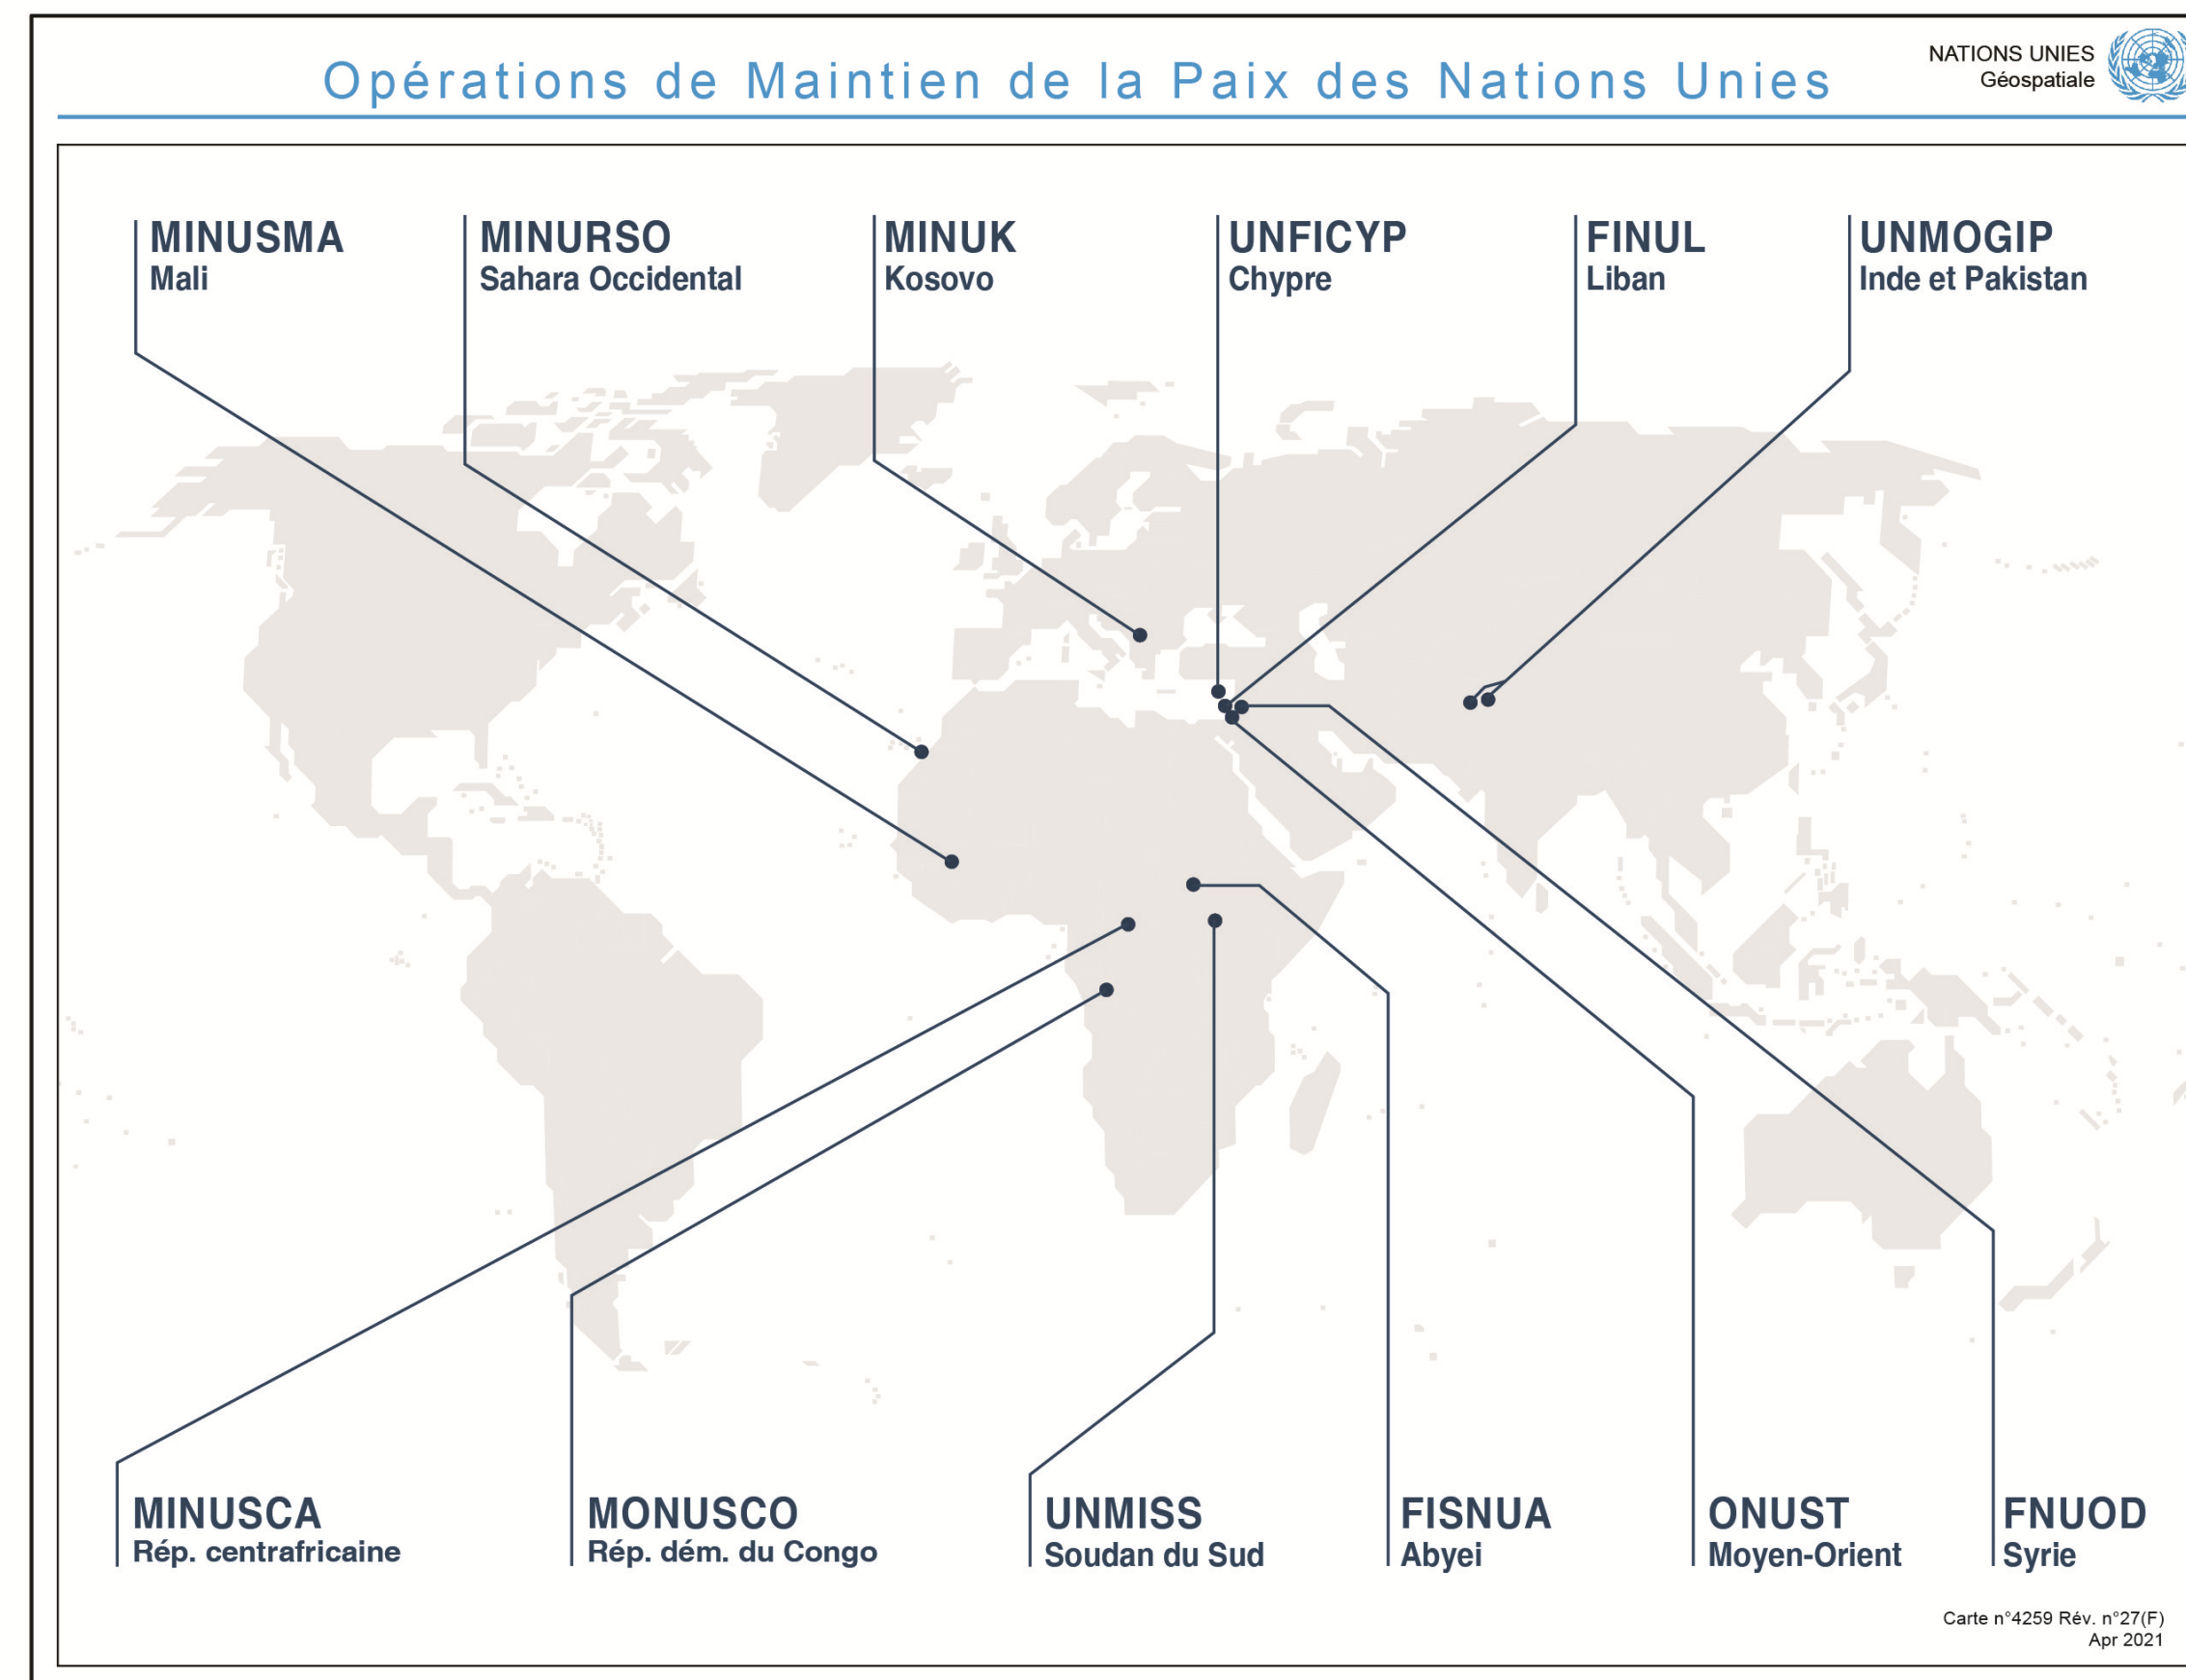 Opérations de Maintien de la Paix des Nations Unies
NATIONS UNIES
Géospatiale
MINUSMA
Mali
MINURSO
Sahara Occidental
MINUK
Kosovo
UNFICYP
Chypre
FINUL
Liban
UNMOGIP
Inde et Pakistan
MINUSCA
Rép. centrafricaine
MONUSCO
Rép. dém. du Congo
UNMISS
Soudan du Sud
FISNUA
Abyei
ONUST
Moyen-Orient
FNUOD
Syrie
Carte n°4259 Rév. n°27(F)
Apr 2021